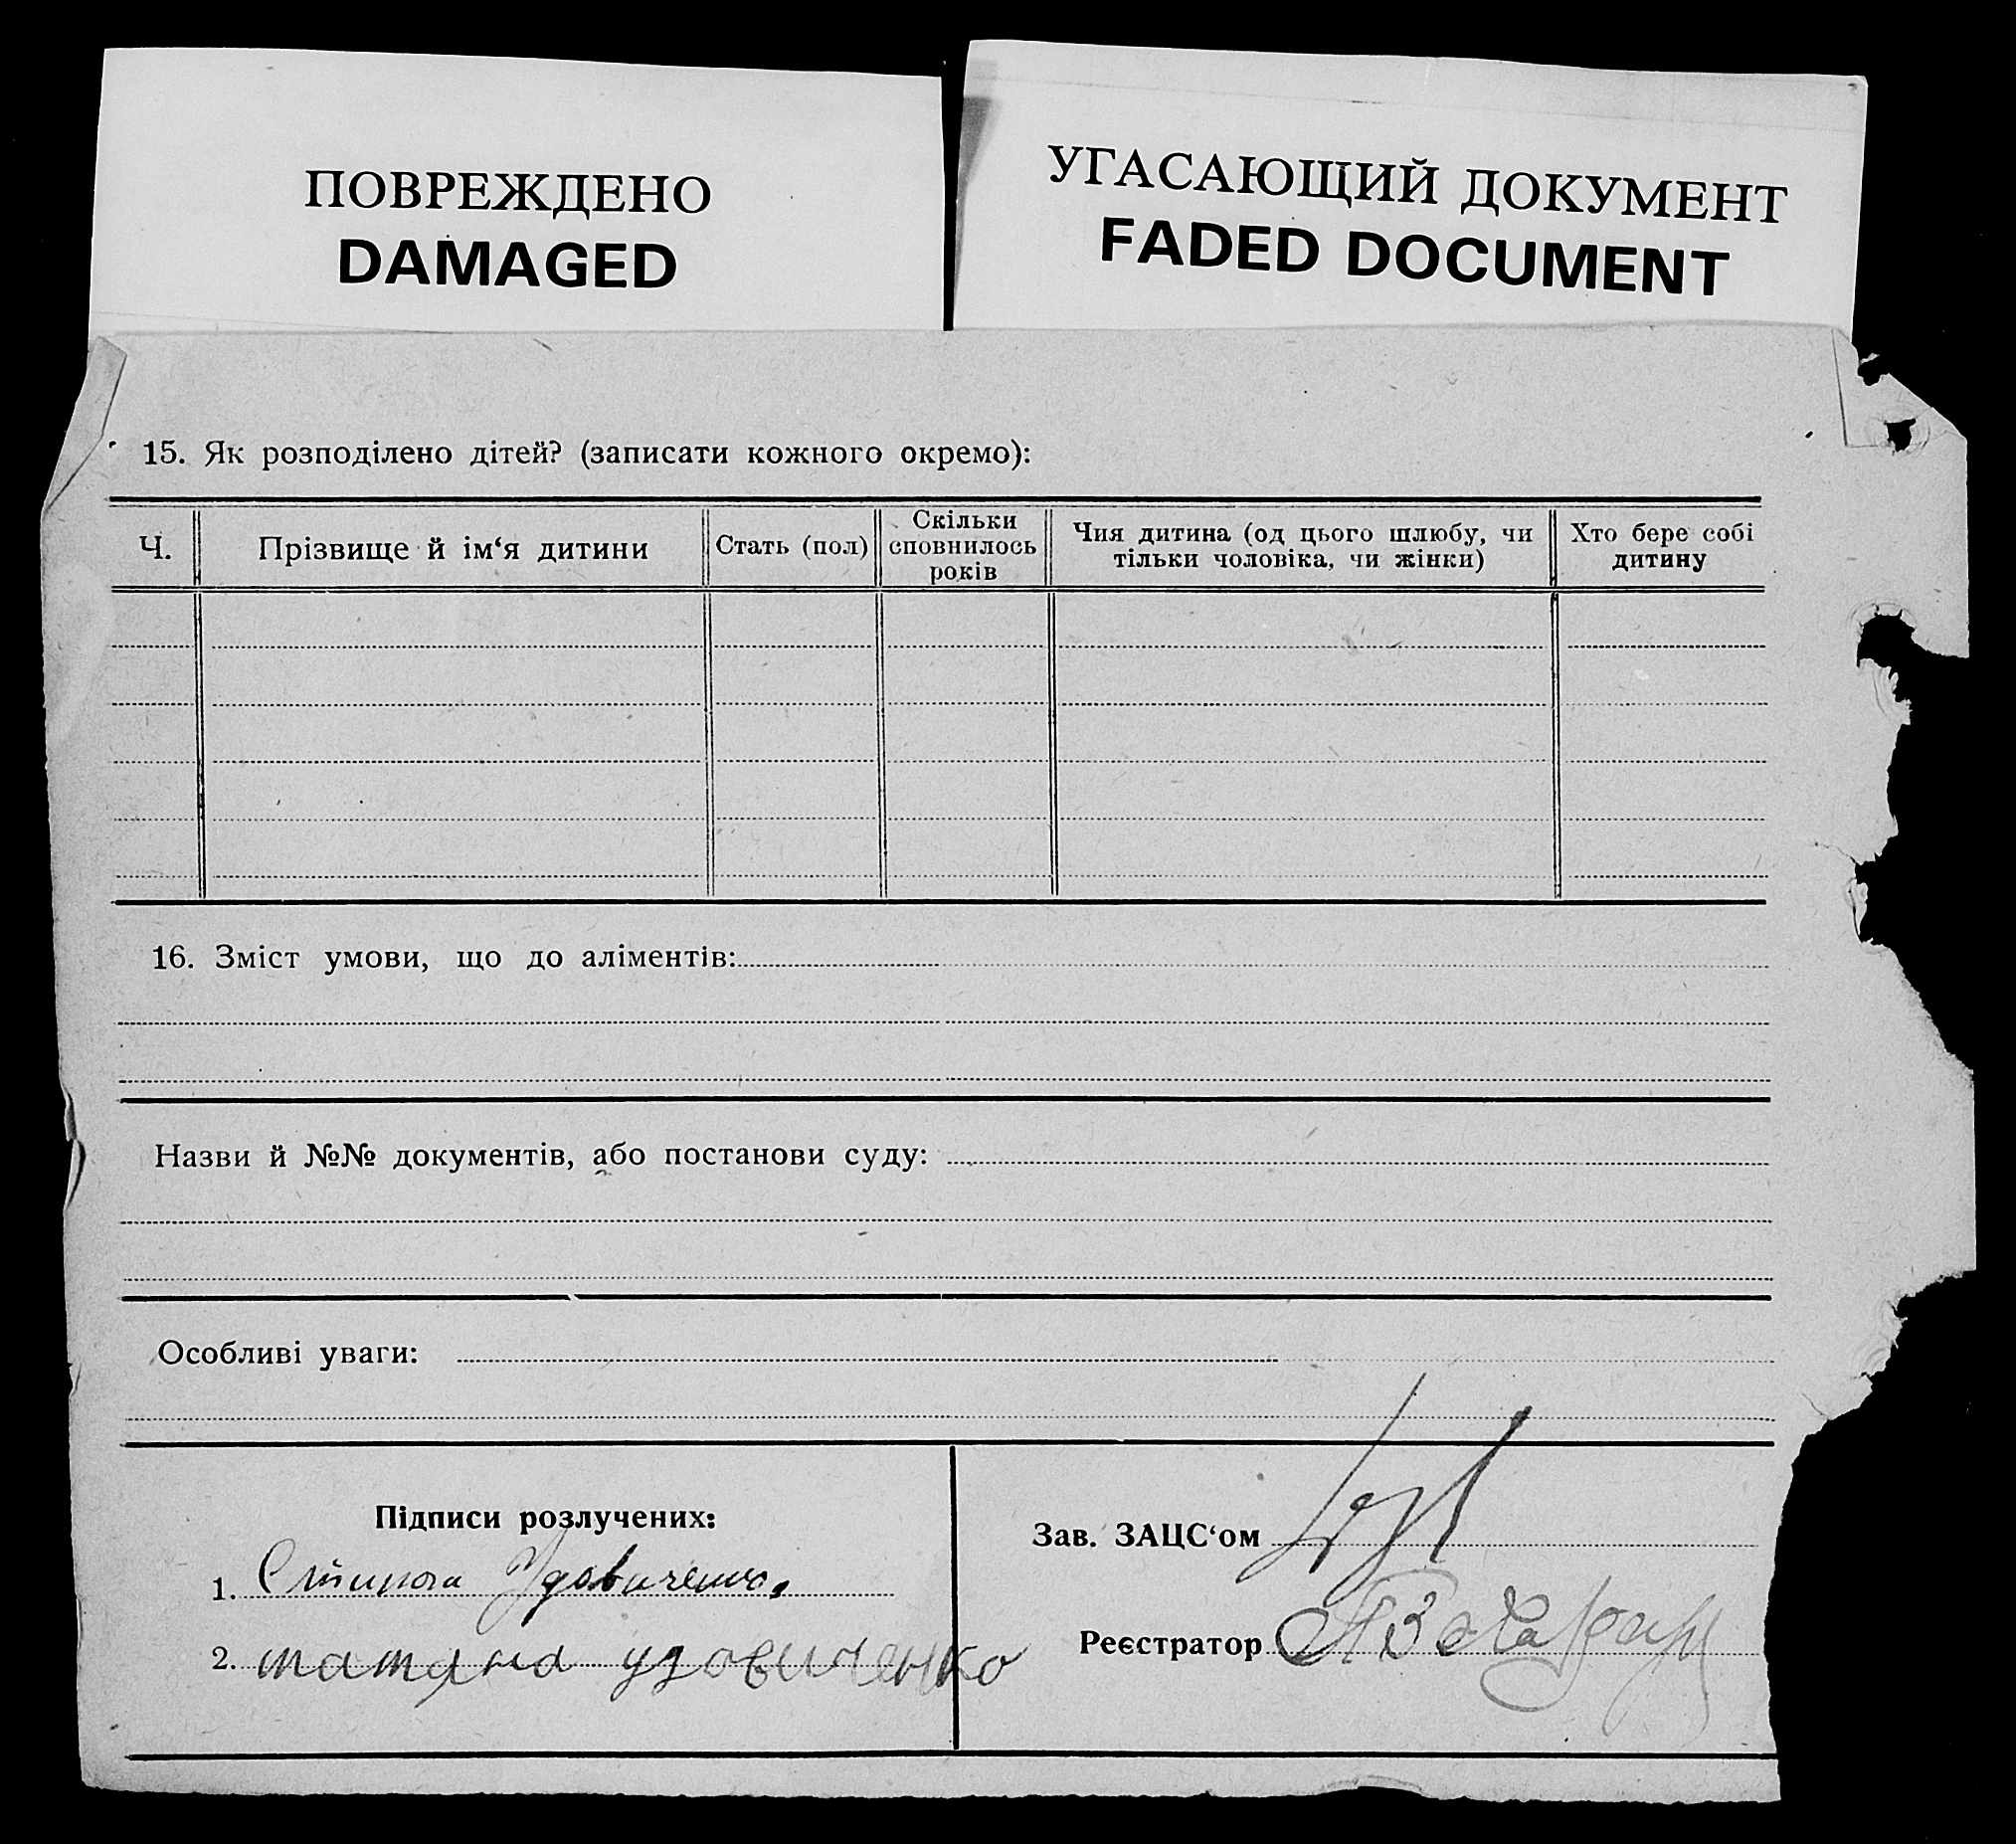 ПОВРЕЖДЕНО
DAMAGED
УГАСАЮЩИЙ ДОКУМЕНТ
FADED DOCUMENT
15. Як розподілено дітей? (записати кожного окремо):
Ч.
Прізвище й ім‘я дитини
Стать (пол)
Скільки сповнилось років
Чия дитина (од цього шлюбу, чи тільки чоловіка, чи жінки)
Хто бере собі дитину
16. Зміст умови, що до аліментів:
Назви й №№ документів, або постанови суду:
Особливі уваги:
Підписи розлучених:
1. Удовиченко.
2. татяна удовиченко
Зав. ЗАЦС‘ом
Реєстратор